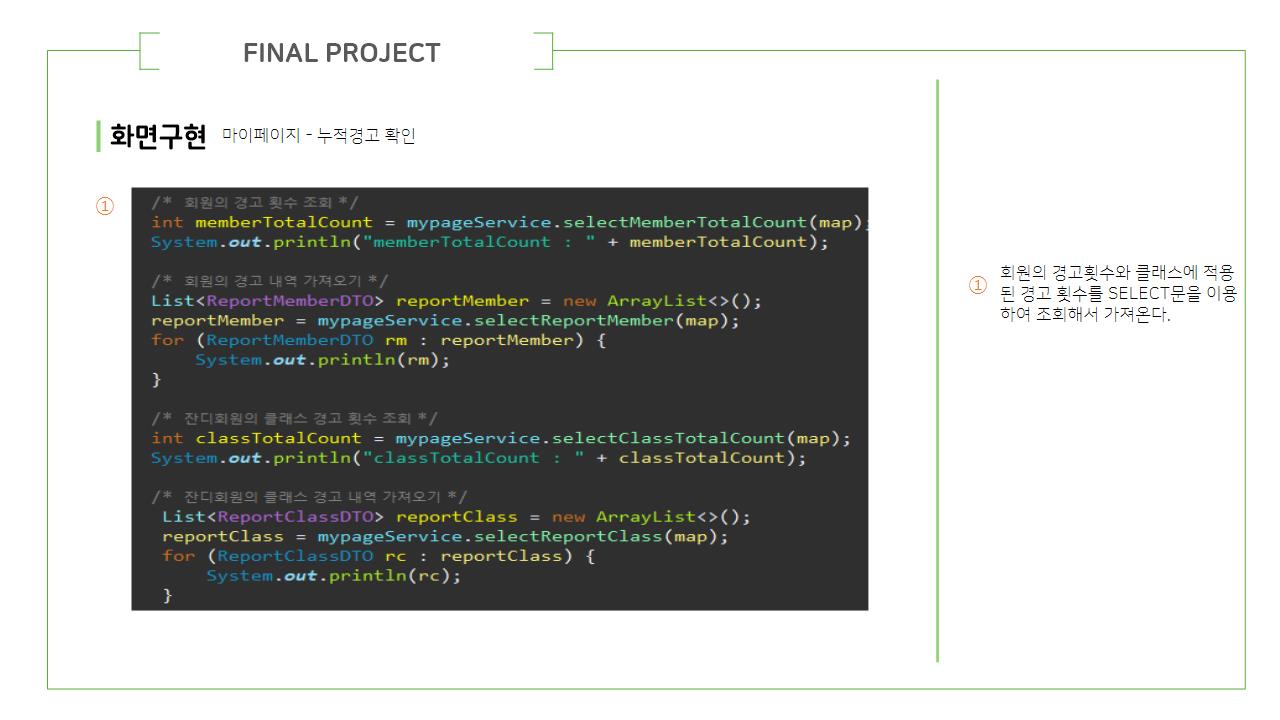 FINAL PROJECT
화면구현 마이페이지 - 누적경고 확인
①
/* 회원의 경고 횟수 조회 */
int memberTotalCount = mypageService.selectMemberTotalCount(map);
System.out.println("memberTotalCount : " + memberTotalCount);
/* 회원의 경고 내역 가져오기 */
List<ReportMemberDTO> reportMember = new ArrayList<>();
reportMember = mypageService.selectReportMember(map);
for (ReportMemberDTO rm : reportMember) {
System.out.println(rm);
}
/* 잔디회원의 클래스 경고 횟수 조회 */
int classTotalCount = mypageService.selectClassTotalCount(map);
System.out.println("classTotalCount : " + classTotalCount);
/* 잔디회원의 클래스 경고 내역 가져오기 */
List<ReportClassDTO> reportClass = new ArrayList<>();
reportClass = mypageService.selectReportClass(map);
for (ReportClassDTO rc : reportClass) {
System.out.println(rc);
}
① 회원의 경고횟수와 클래스에 적용
된 경고 횟수를 SELECT문을 이용
하여 조회해서 가져온다.